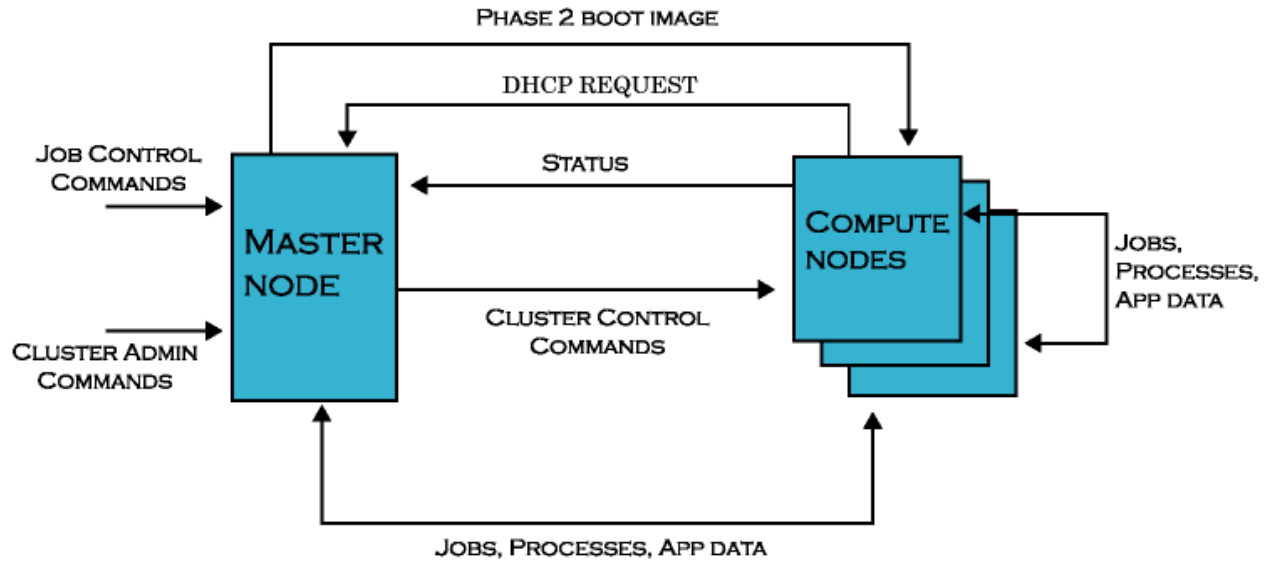 Phase 2 boot image
DHCP REQUEST
Job Control
Commands
Status
Master
node
Compute
nodes
Jobs,
Processes,
App data
Cluster Control
Commands
Cluster Admin
Commands
Jobs, Processes, App data